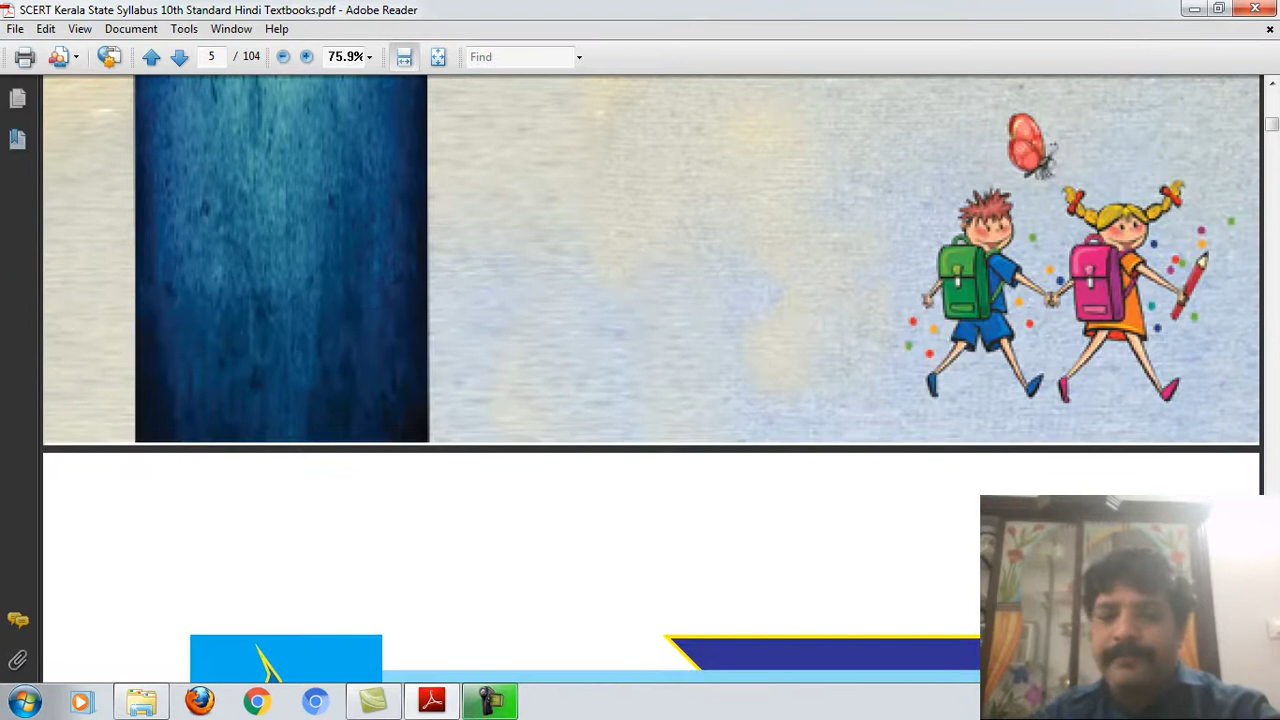 SCERT Kerala State Syllabus 10th Standard Hindi Textbooks.pdf - Adobe Reader
File Edit View Document Tools Window Help
5 / 104 75.9% Find